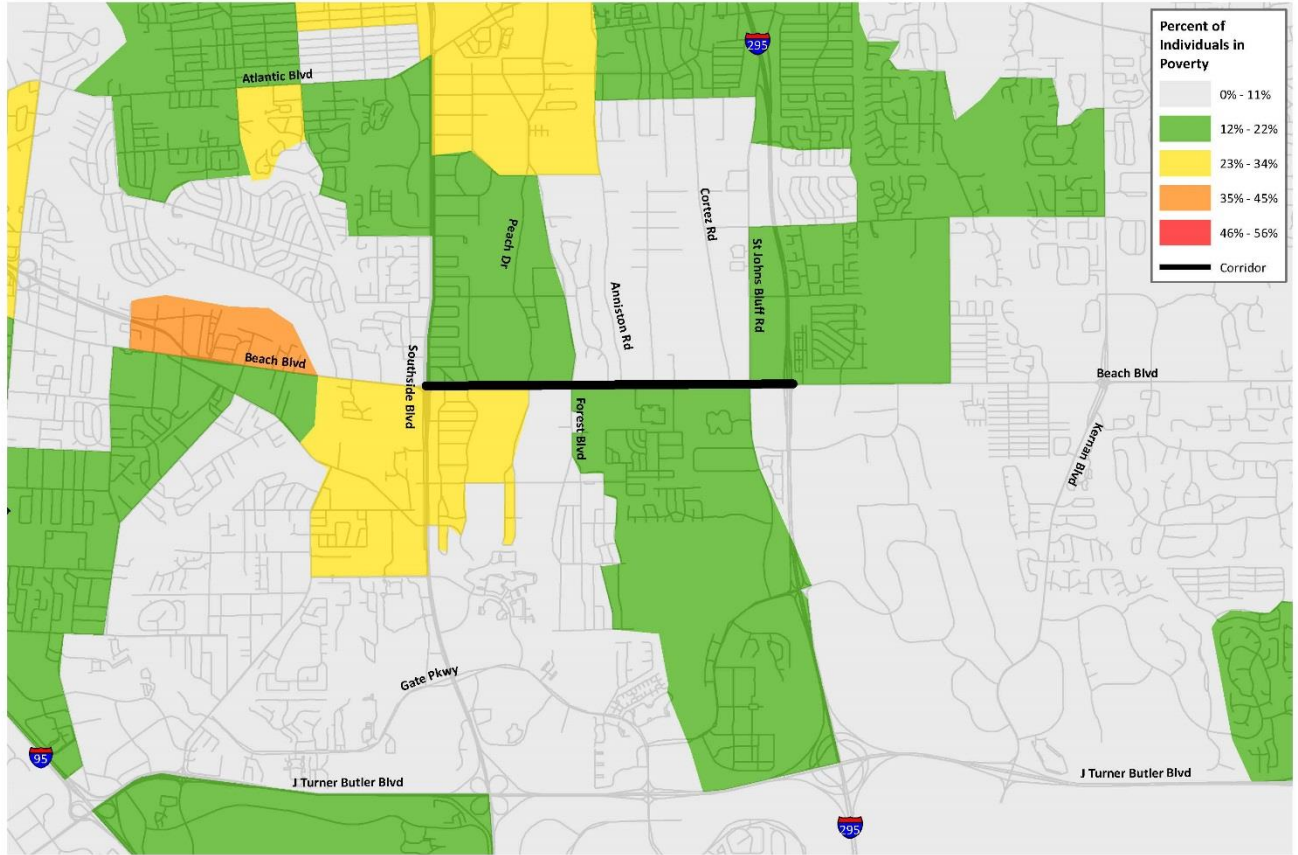 Percent of
Individuals in
Poverty
0% - 11%
12% - 22%
23% - 34%
35% - 45%
46% - 56%
Corridor
295
Atlantic Blvd
Cortez Rd
Peach Dr
St Johns Bluff Rd
Anniston Rd
Beach Blvd
Southside Blvd
Beach Blvd
Forest Blvd
Kernan Blvd
Gate Pkwy
95
J Turner Butler Blvd
J Turner Butler Blvd
295